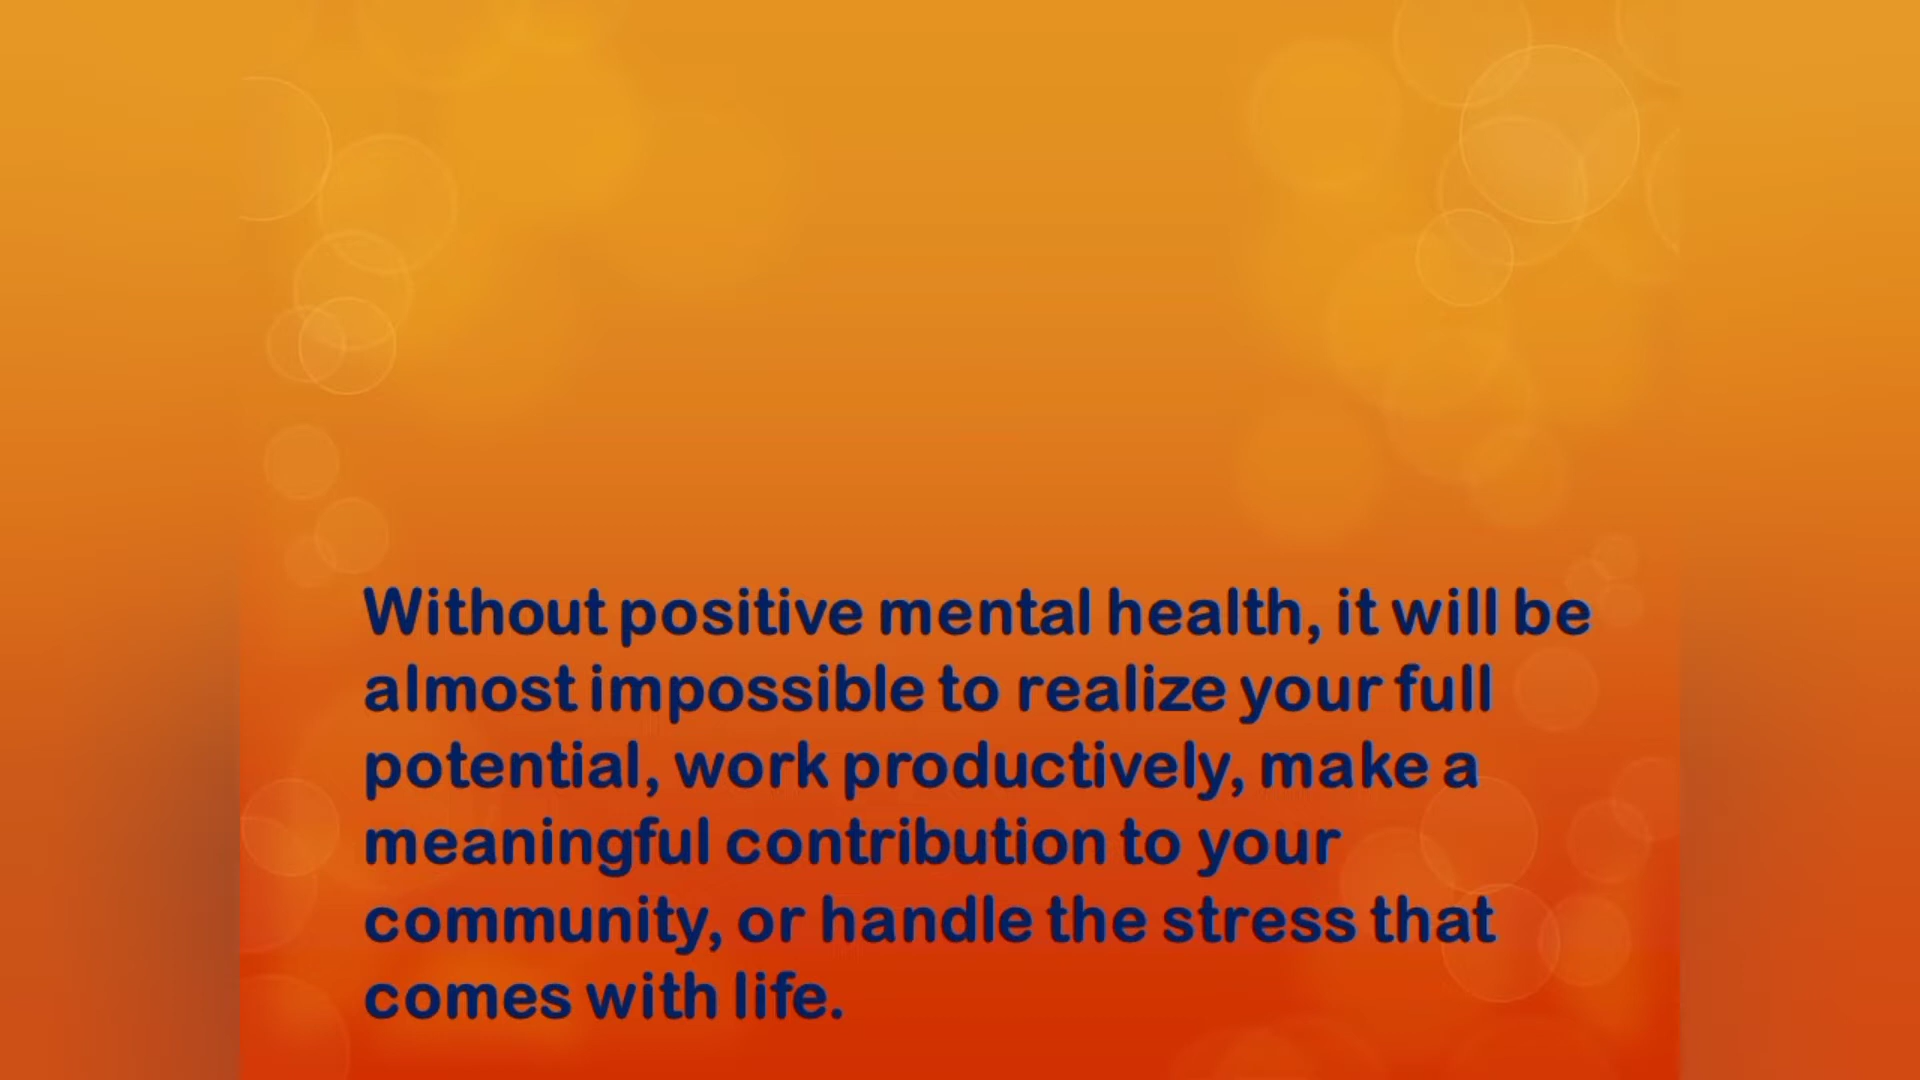 Without positive mental health, it will be
almost impossible to realize your full
potential, work productively, make a
meaningful contribution to your
community, or handle the stress that
comes with life.